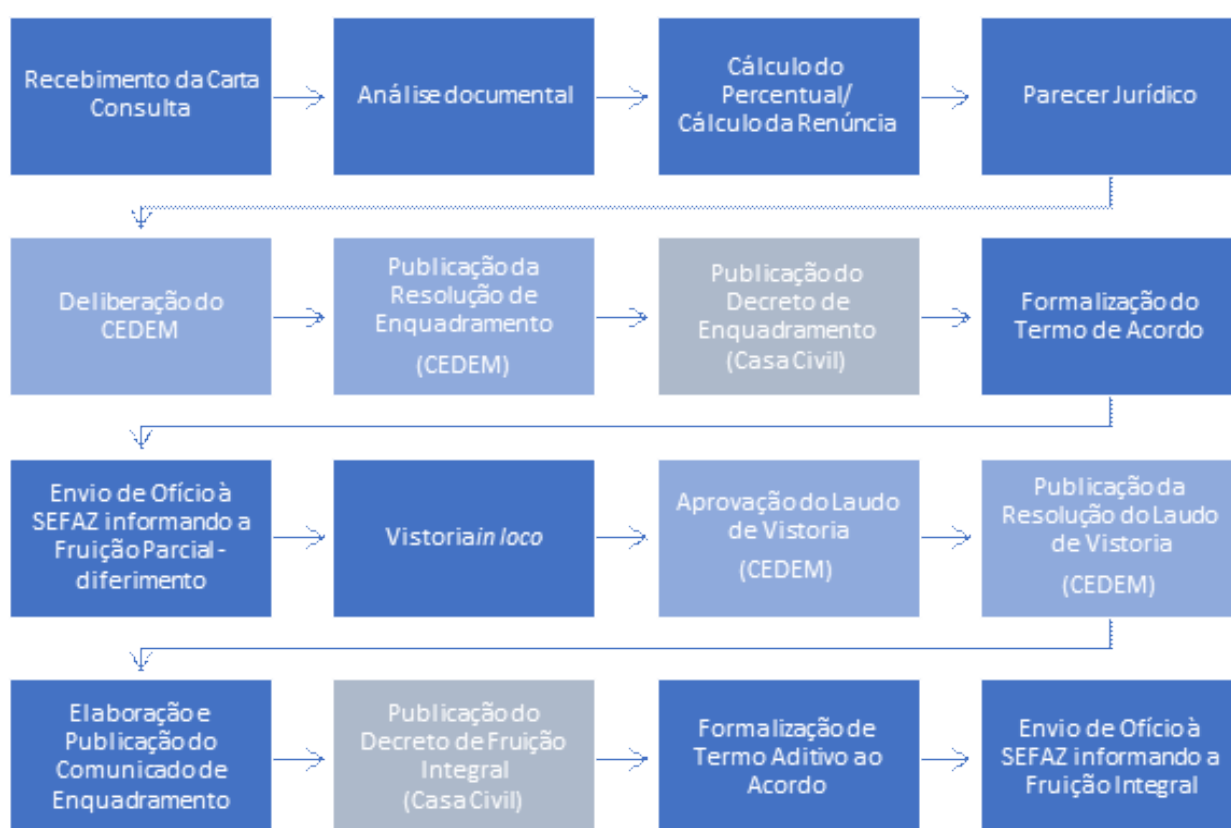 Recebimento da Carta
Consulta
Análise documental
Cálculo do
Percentual/
Cálculo da Renúncia
Parecer Jurídico
Deliberação do
CEDEM
Publicação da
Resolução de
Enquadramento
(CEDEM)
Publicação do
Decreto de
Enquadramento
(Casa Civil)
Formalização do
Termo de Acordo
Envio de Ofício à
SEFAZ informando a
Fruição Parcial -
diferimento
Vistoria in loco
Aprovação do Laudo
de Vistoria
(CEDEM)
Publicação da
Resolução do Laudo
de Vistoria
(CEDEM)
Elaboração e
Publicação do
Comunicado de
Enquadramento
Publicação do
Decreto de Fruição
Integral
(Casa Civil)
Formalização de
Termo Aditivo ao
Acordo
Envio de Ofício à
SEFAZ informando a
Fruição Integral